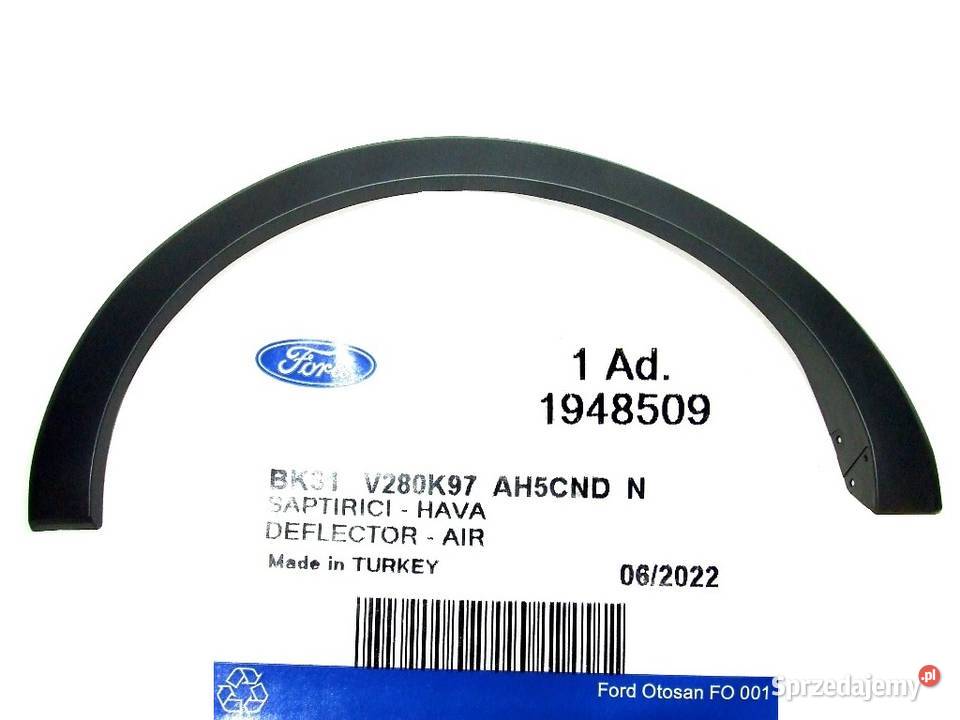 Ford
1 Ad.
1948509
BK31 V280K97 AH5CND N
SAPTIRICI - HAVA
DEFLECTOR - AIR
Made in TURKEY
06/2022
Ford Otosan FO 001
Sprzedajemy.pl